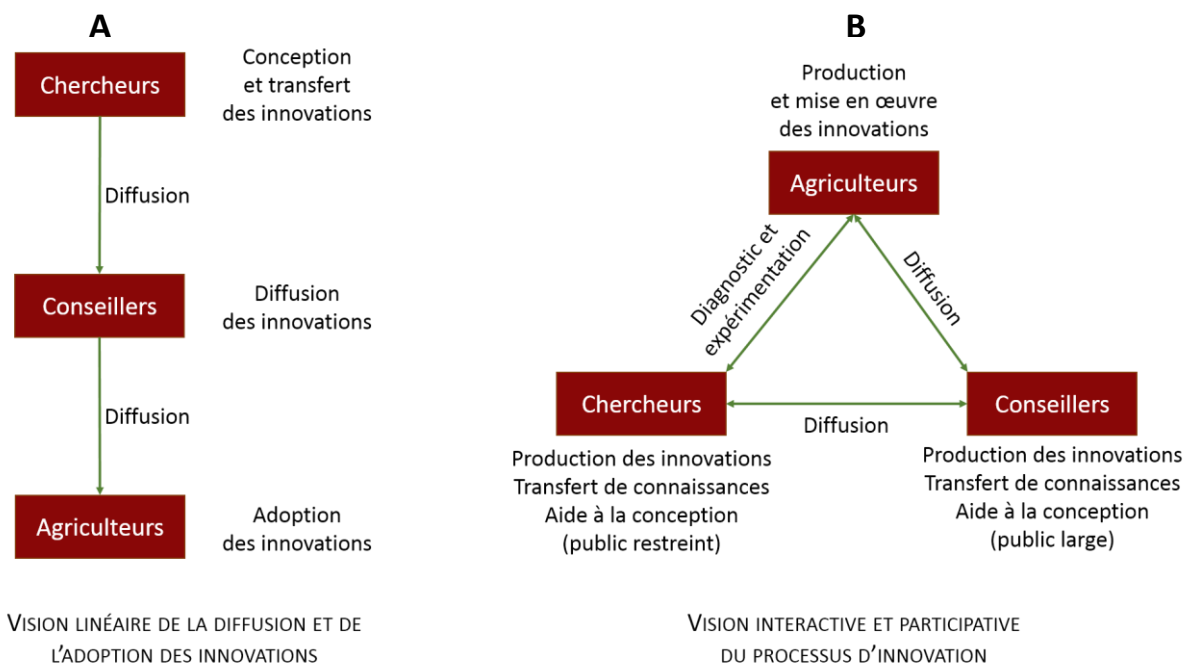 A
Chercheurs
Conception
et transfert
des innovations
Diffusion
Conseillers
Diffusion
des innovations
Diffusion
Agriculteurs
Adoption
des innovations
VISION LINÉAIRE DE LA DIFFUSION ET DE
L'ADOPTION DES INNOVATIONS
B
Production
et mise en œuvre
des innovations
Agriculteurs
Diagnostic et
expérimentation
Diffusion
Chercheurs
Diffusion
Conseillers
Production des innovations
Transfert de connaissances
Aide à la conception
(public restreint)
Production des innovations
Transfert de connaissances
Aide à la conception
(public large)
VISION INTERACTIVE ET PARTICIPATIVE
DU PROCESSUS D'INNOVATION